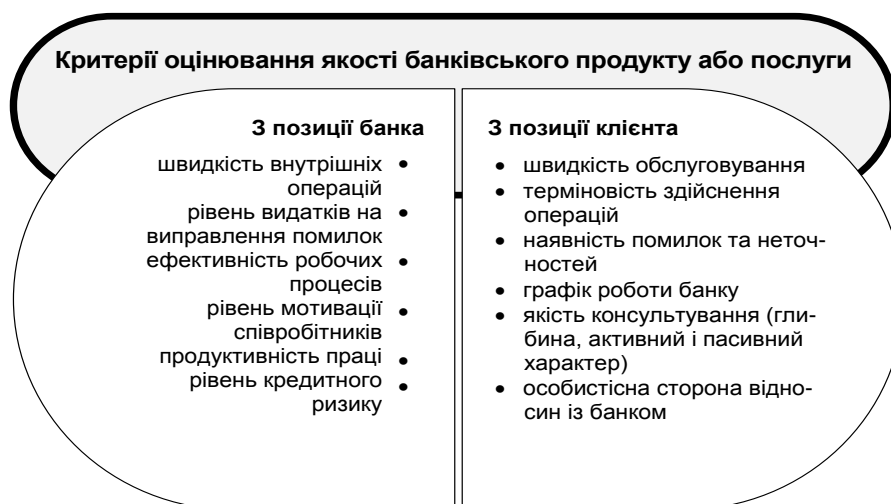 Критерії оцінювання якості банківського продукту або послуги
З позиції банка
швидкість внутрішніх •
операцій
рівень видатків на •
виправлення помилок
ефективність робочих •
процесів
рівень мотивації •
співробітників
продуктивність праці •
рівень кредитного •
ризику
З позиції клієнта
• швидкість обслуговування
• терміновість здійснення
операцій
• наявність помилок та неточ-
ностей
• графік роботи банку
• якість консультування (гли-
бина, активний і пасивний
характер)
• особистісна сторона відно-
син із банком